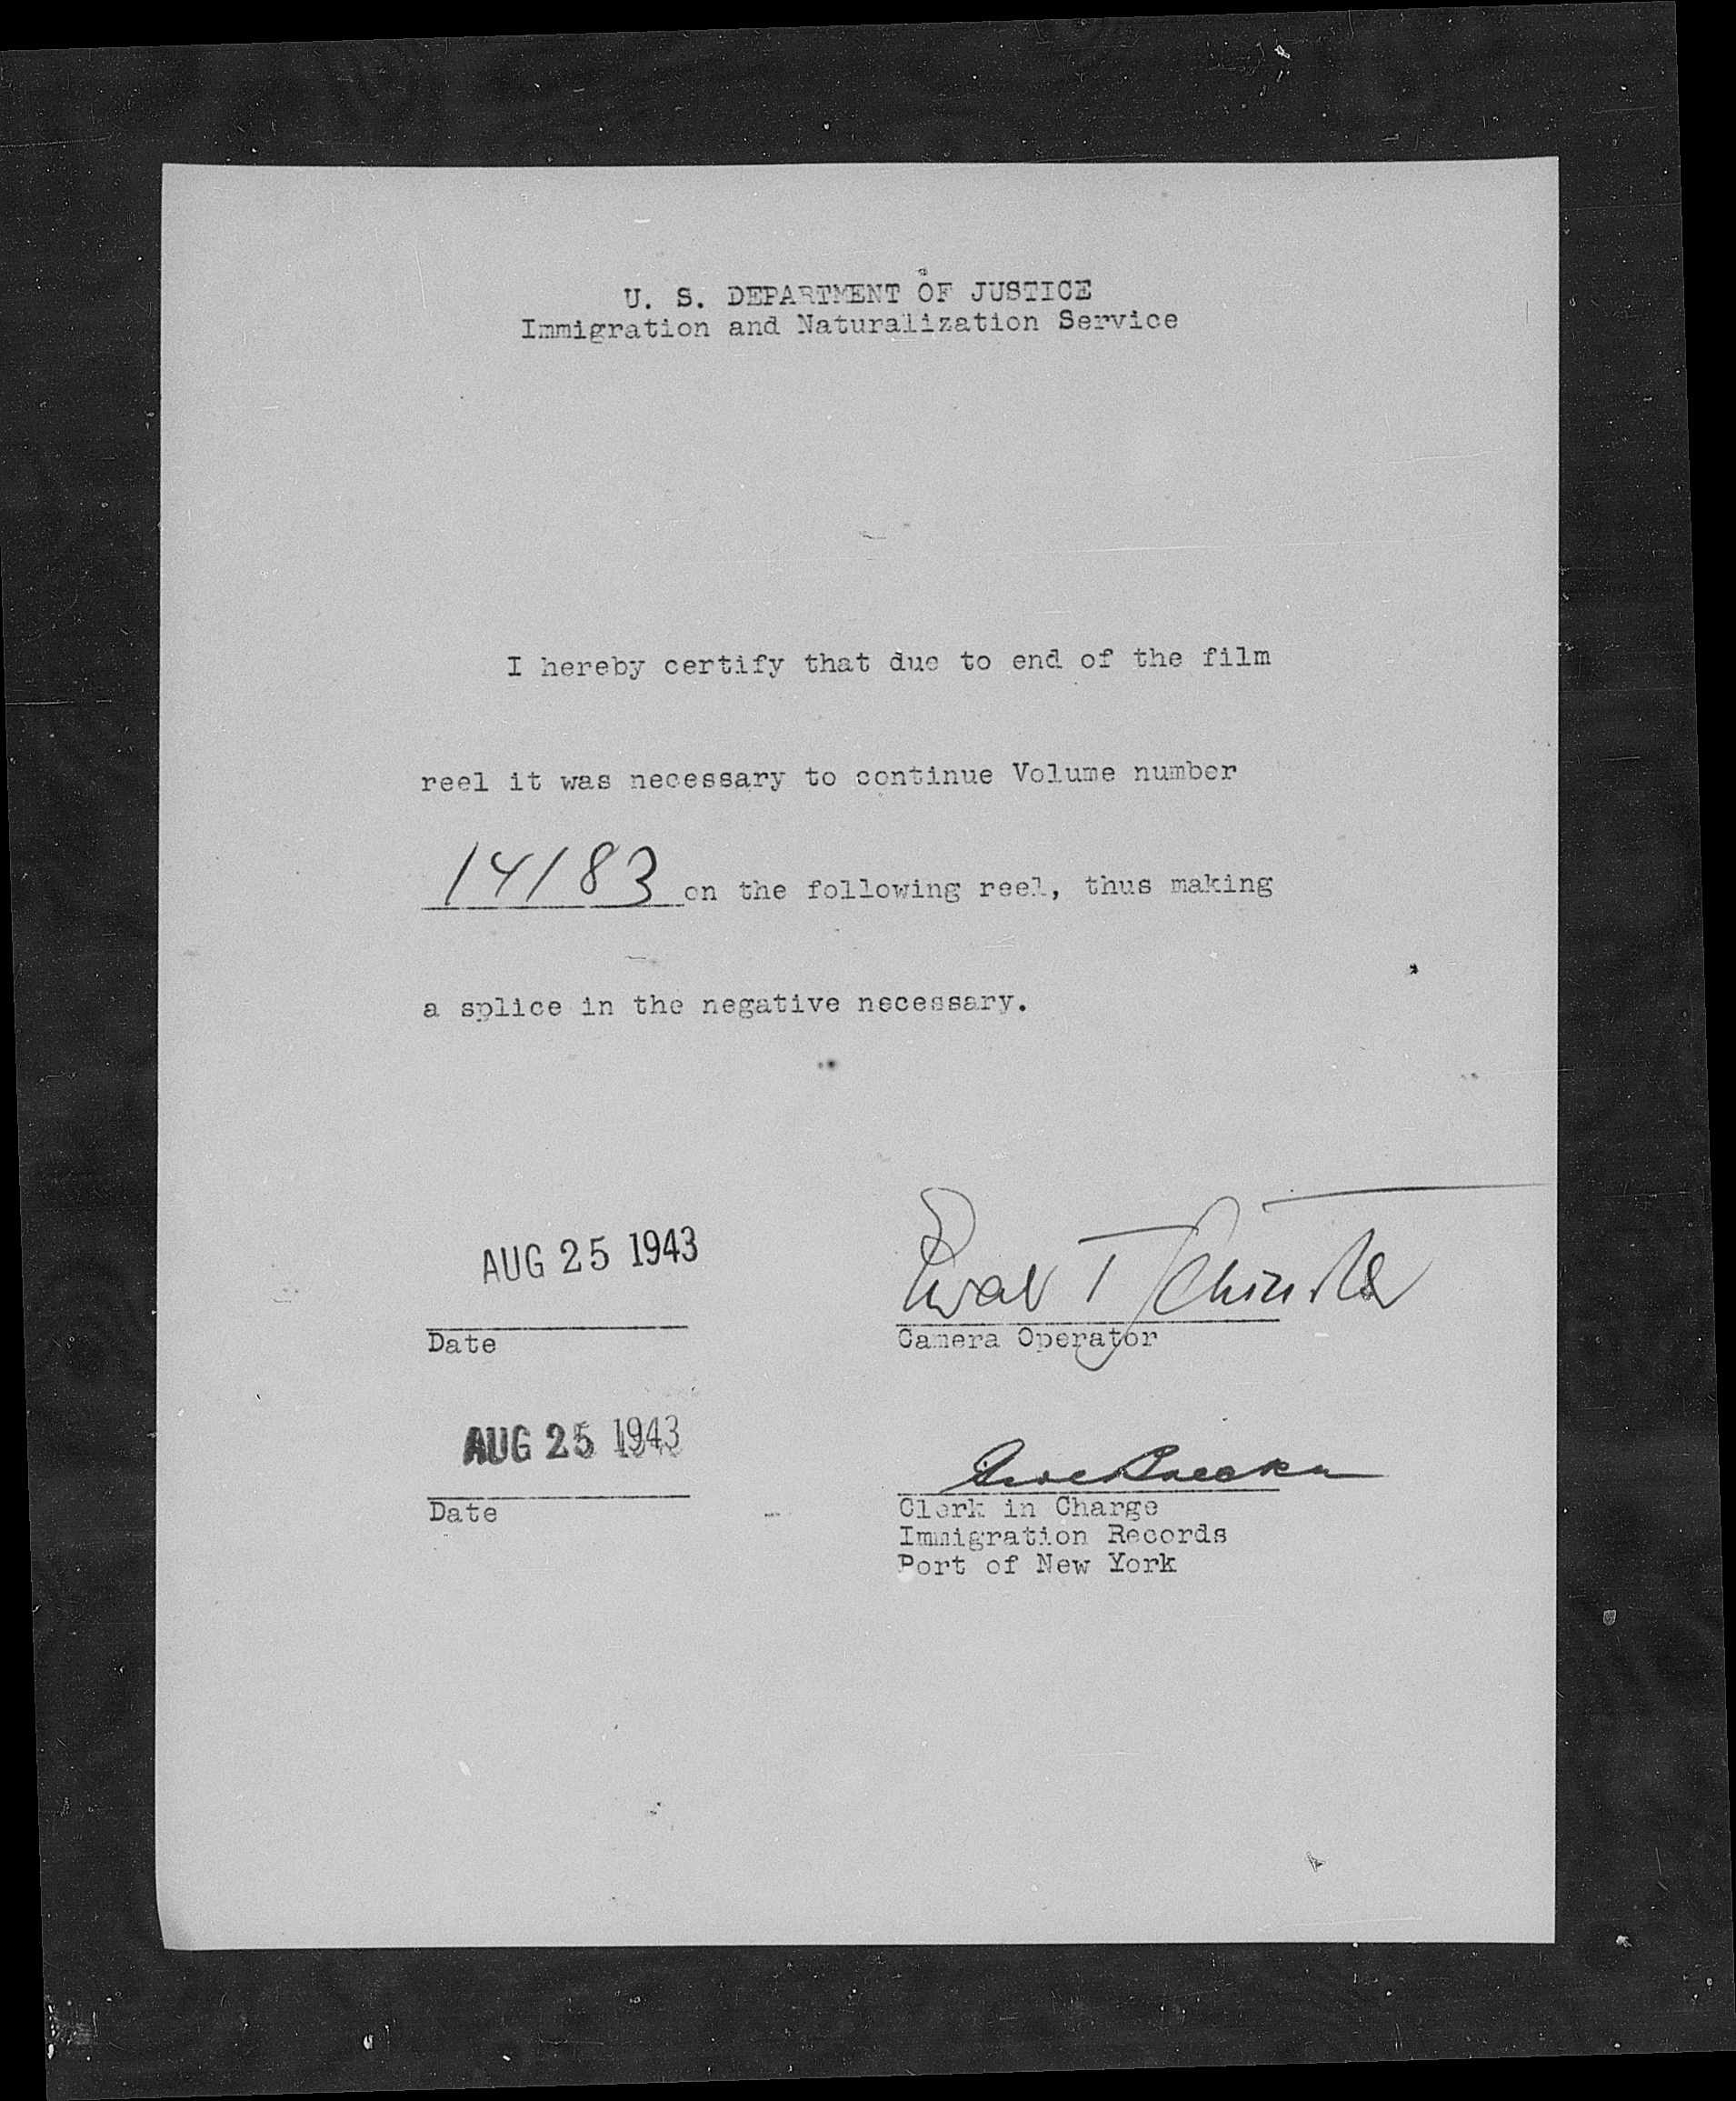 U. S. DEPARTMENT OF JUSTICE
Immigration and Naturalization Service
I hereby certify that due to end of the film
reel it was necessary to continue Volume number
14183 on the following reel, thus making
a splice in the negative necessary.
AUG 25 1943
Date
Camera Operator
AUG 25 1943
Date
Clerk in Charge
Immigration Records
Port of New York